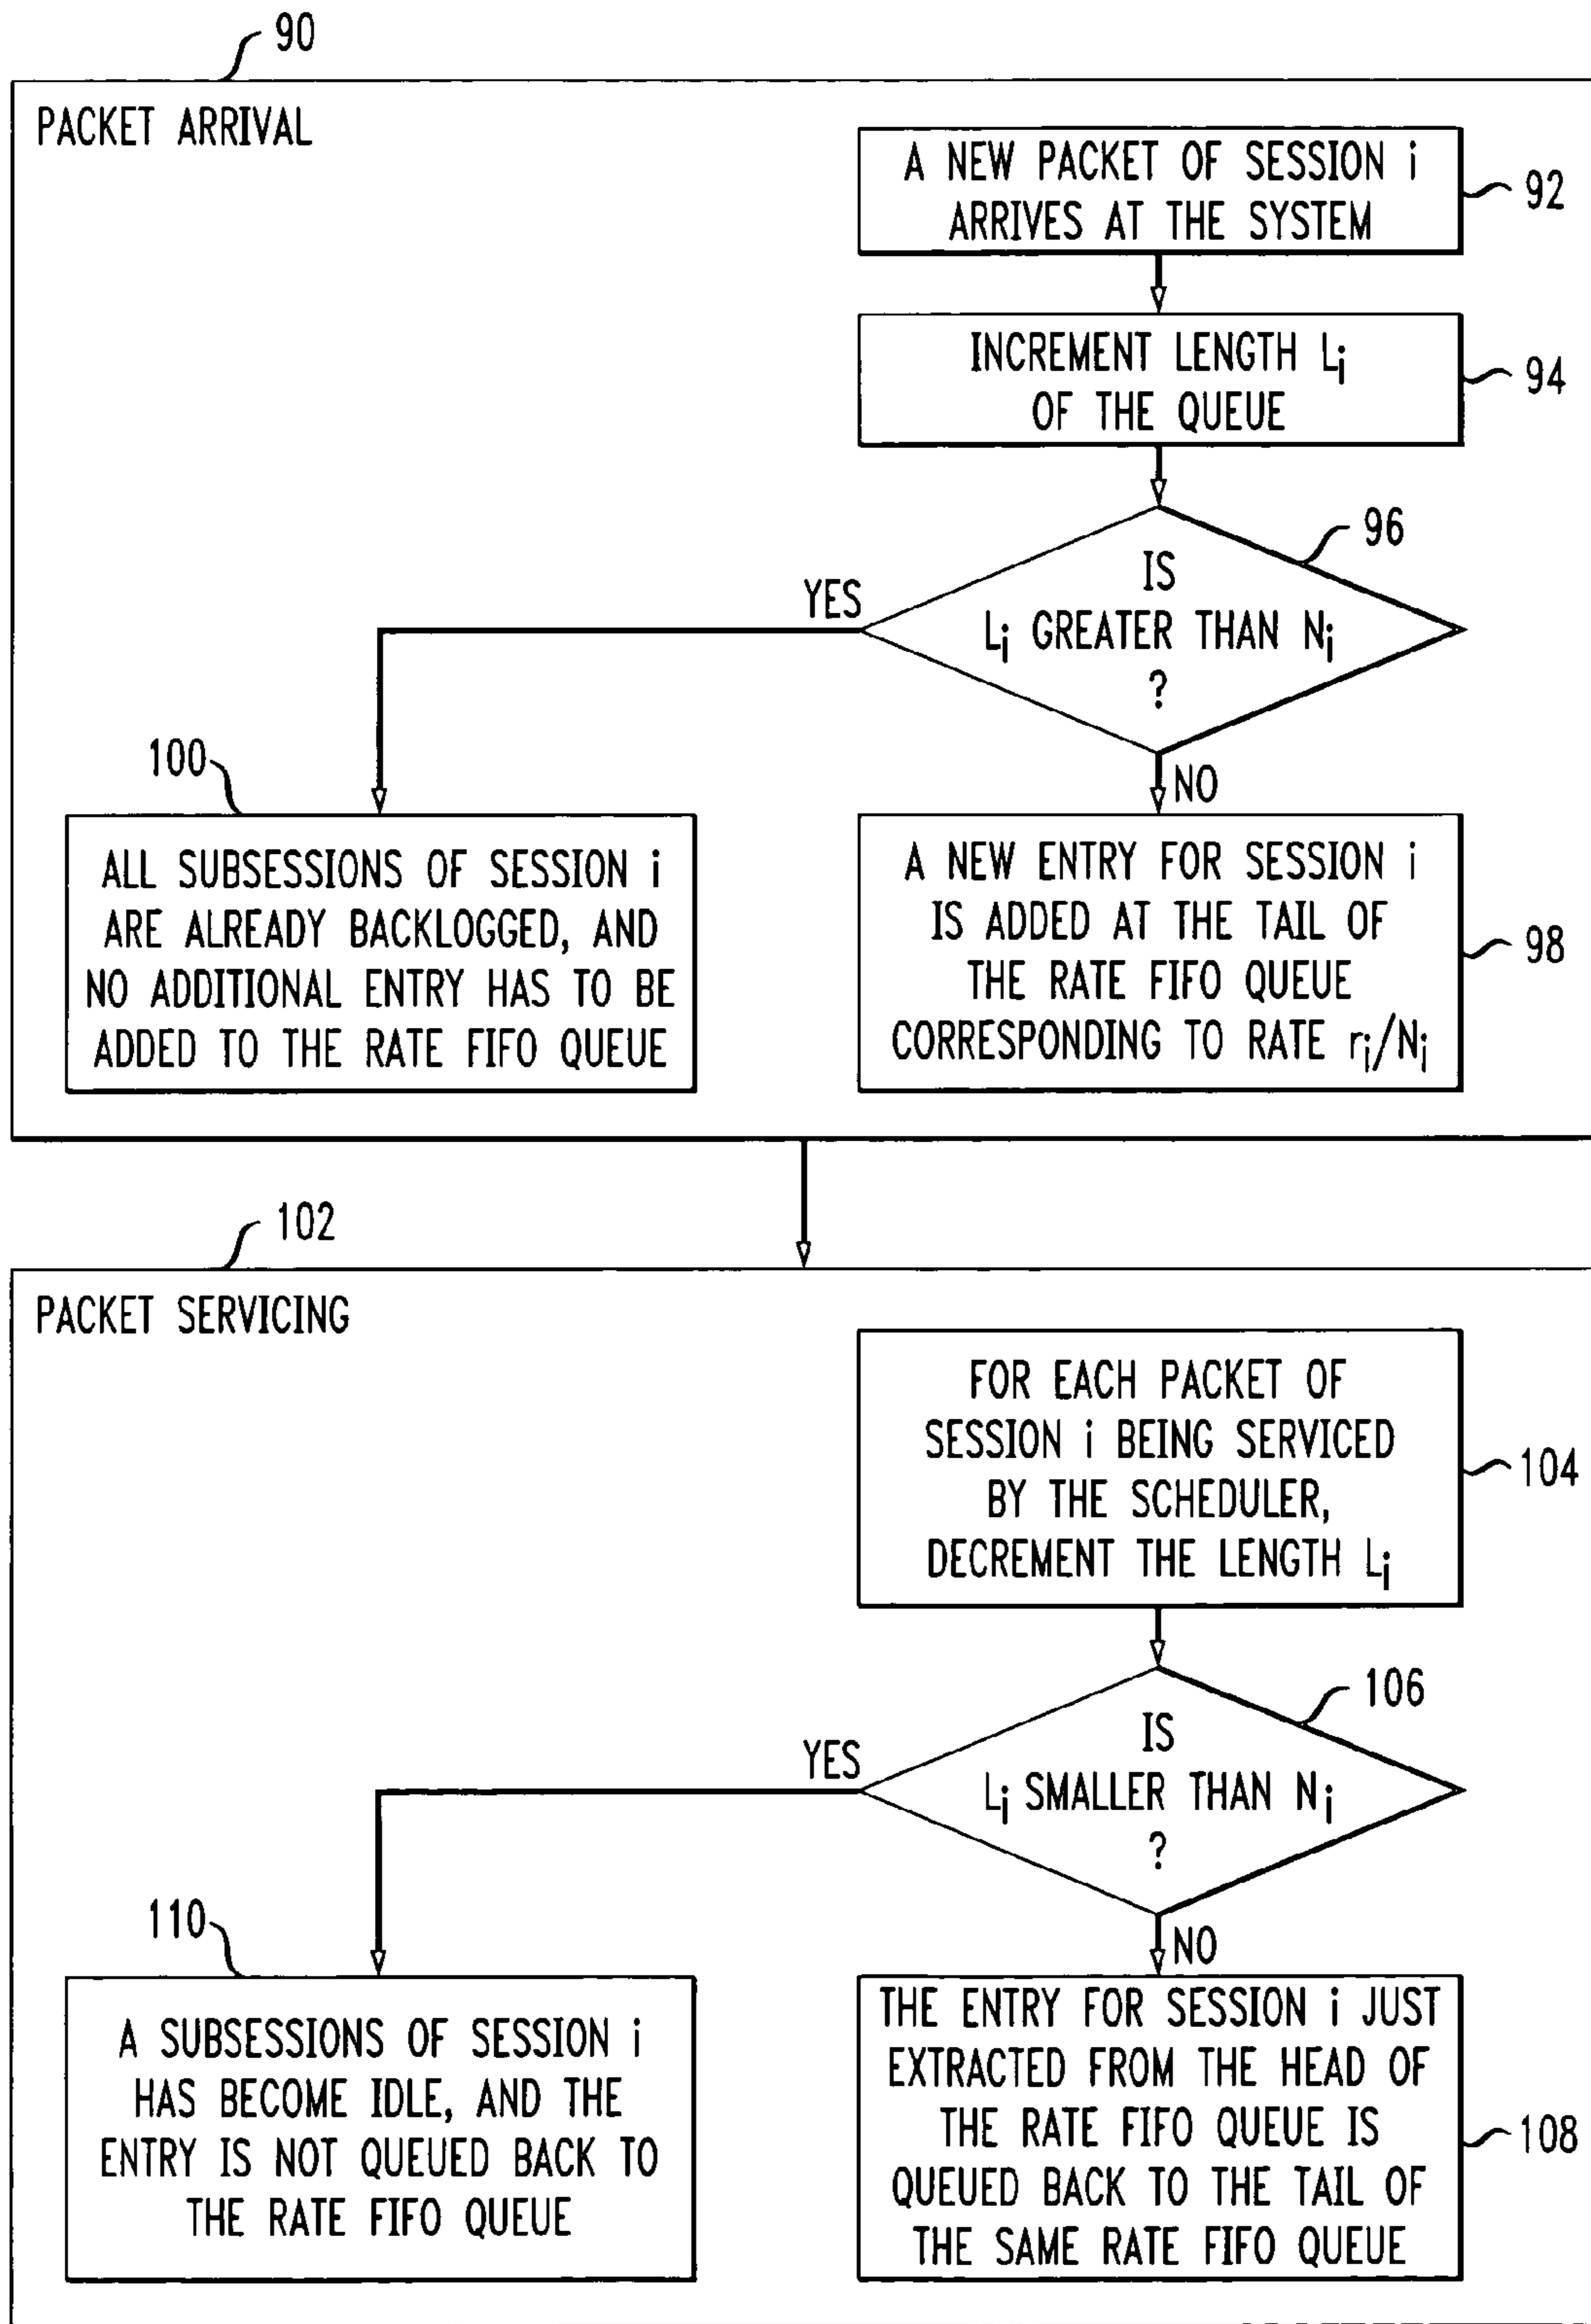 90
PACKET ARRIVAL
A NEW PACKET OF SESSION i
ARRIVES AT THE SYSTEM
92
INCREMENT LENGTH Li
OF THE QUEUE
94
96
IS
Li GREATER THAN Ni
?
YES
NO
100
ALL SUBSESSIONS OF SESSION i
ARE ALREADY BACKLOGGED, AND
NO ADDITIONAL ENTRY HAS TO BE
ADDED TO THE RATE FIFO QUEUE
A NEW ENTRY FOR SESSION i
IS ADDED AT THE TAIL OF
THE RATE FIFO QUEUE
CORRESPONDING TO RATE ri/Ni
98
102
PACKET SERVICING
FOR EACH PACKET OF
SESSION i BEING SERVICED
BY THE SCHEDULER,
DECREMENT THE LENGTH Li
104
106
IS
Li SMALLER THAN Ni
?
YES
NO
110
A SUBSESSIONS OF SESSION i
HAS BECOME IDLE, AND THE
ENTRY IS NOT QUEUED BACK TO
THE RATE FIFO QUEUE
THE ENTRY FOR SESSION i JUST
EXTRACTED FROM THE HEAD OF
THE RATE FIFO QUEUE IS
QUEUED BACK TO THE TAIL OF
THE SAME RATE FIFO QUEUE
108